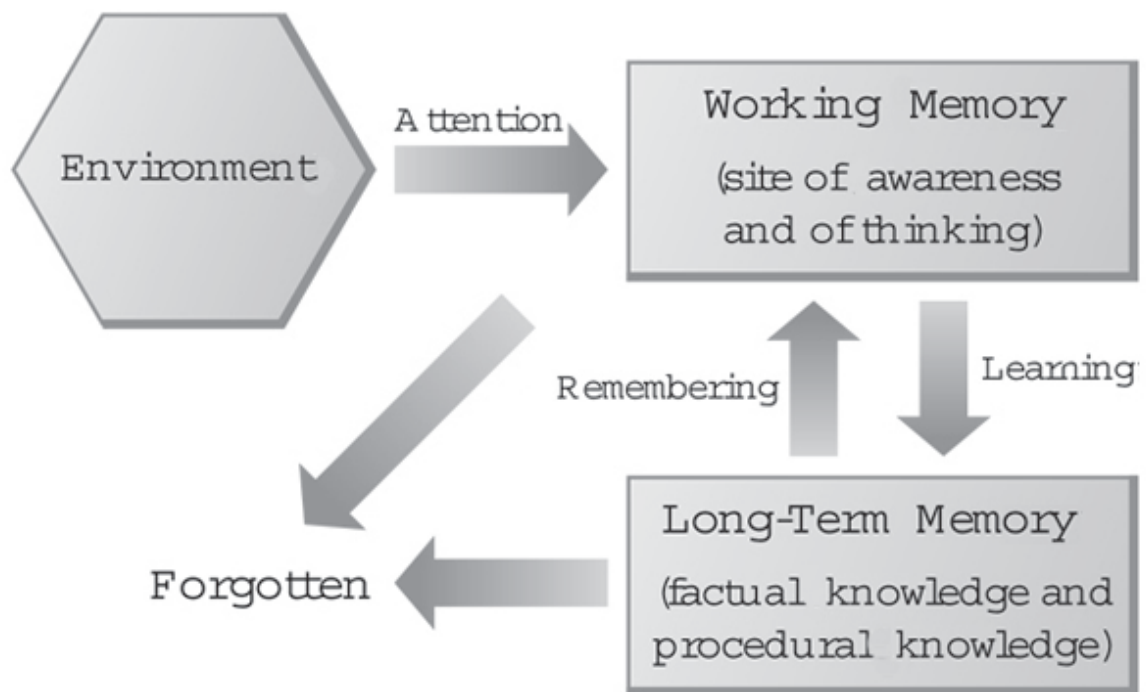 Environment
Attention
Working Memory
(site of awareness
and of thinking)
Remembering
Learning
Forgotten
Long-Term Memory
(factual knowledge and
procedural knowledge)